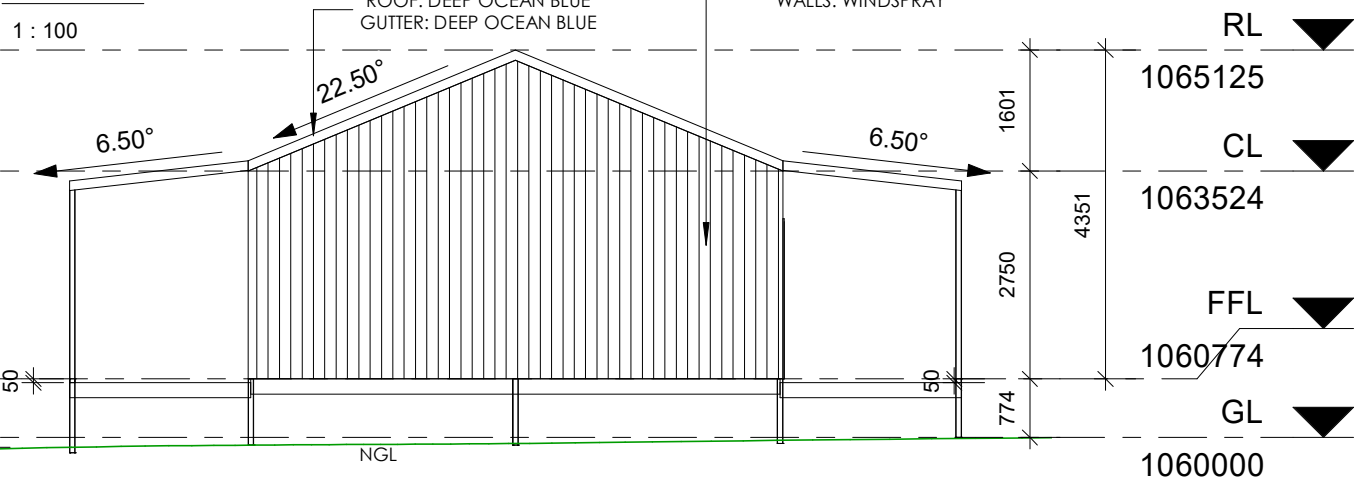 ROOF: DEEP OCEAN BLUE
GUTTER: DEEP OCEAN BLUE
WALLS: WINDSPRAY
1 : 100
22.50°
6.50°
6.50°
RL
1065125
1601
CL
1063524
4351
2750
FFL
1060774
50
50
774
GL
1060000
NGL